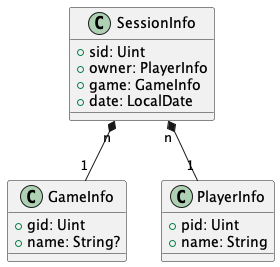 C SessionInfo
sid: Uint
owner: PlayerInfo
game: GameInfo
date: LocalDate
n n
1 1
C GameInfo
gid: Uint
name: String?
C PlayerInfo
pid: Uint
name: String